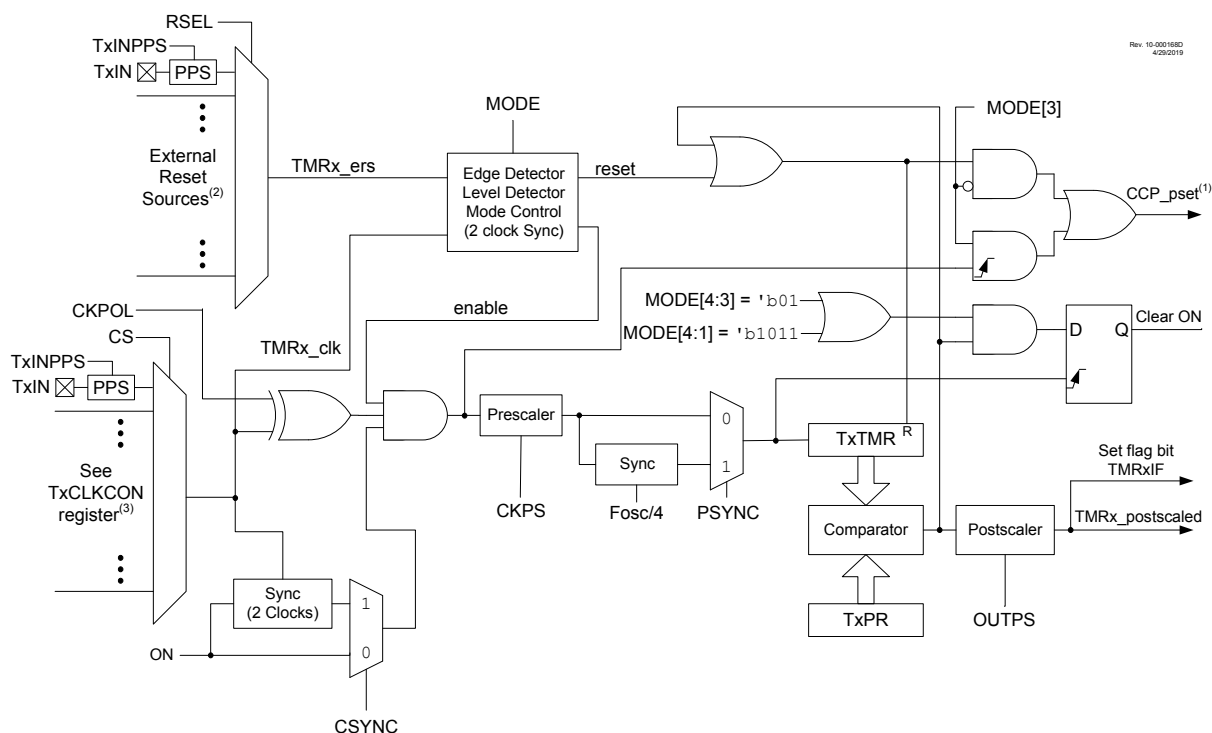 RSEL
TxINPPS
TxIN
PPS
Rev. 10-000168D
4/29/2019
External
Reset
Sources(2)
TMRx_ers
MODE
Edge Detector
Level Detector
Mode Control
(2 clock Sync)
reset
enable
MODE[3]
CCP_pset(1)
CKPOL
CS
TxINPPS
TxIN
PPS
TMRx_clk
MODE[4:3] = 'b01
MODE[4:1] = 'b1011
D
Q
Clear ON
See
TxCLKCON
register(3)
Prescaler
CKPS
Sync
Fosc/4
0
1
PSYNC
TxTMR
R
Comparator
TxPR
Postscaler
OUTPS
Set flag bit
TMRxIF
TMRx_postscaled
Sync
(2 Clocks)
1
0
ON
CSYNC